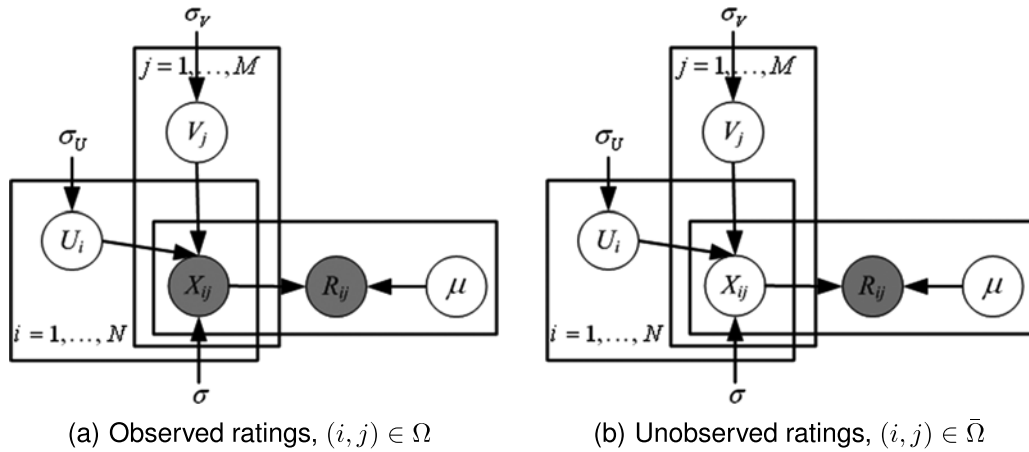 σ_V
j = 1,…,M
V_j
σ_U
U_i
X_ij
R_ij
μ
i = 1,…,N
σ
(a) Observed ratings, (i, j) ∈ Ω
σ_V
j = 1,…,M
V_j
σ_U
U_i
X_ij
R_ij
μ
i = 1,…,N
σ
(b) Unobserved ratings, (i, j) ∈ Ω̄